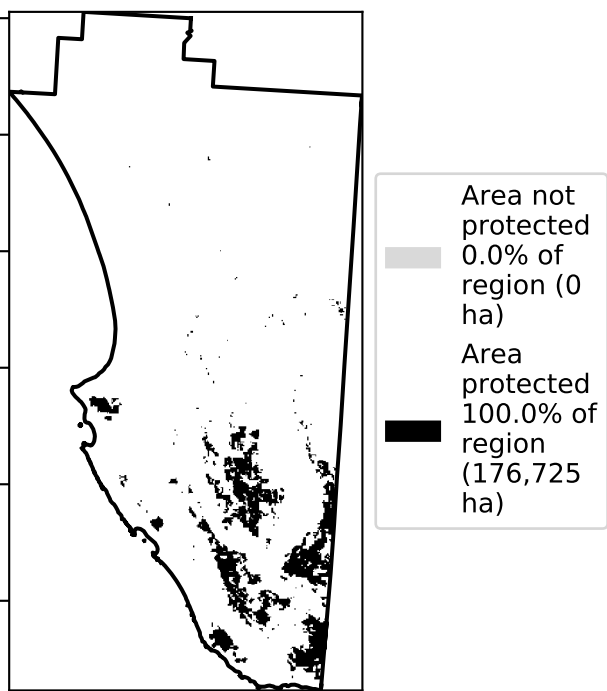 Area not
protected
0.0% of
region (0
ha)
Area
protected
100.0% of
region
(176,725
ha)